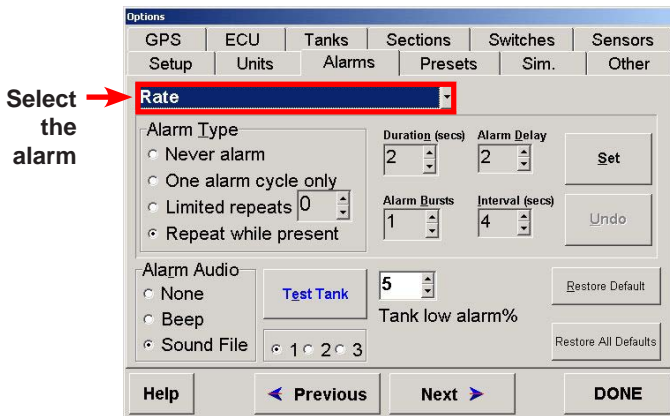 Options
GPS ECU Tanks Sections Switches Sensors
Setup Units Alarms Presets Sim. Other
Select
the
alarm
Rate
Alarm Type
Never alarm
One alarm cycle only
Limited repeats 0
Repeat while present
Duration (secs) Alarm Delay
2 2
Alarm Bursts Interval (secs)
1 4
Set
Undo
Alarm Audio
None
Beep
Sound File
Test Tank
1 2 3
5
Tank low alarm%
Restore Default
Restore All Defaults
Help Previous Next DONE